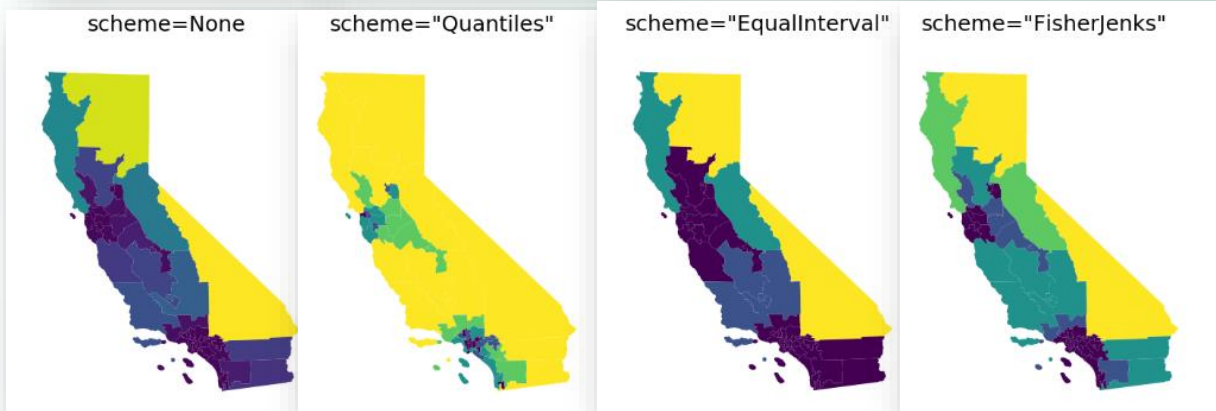 scheme=None
scheme="Quantiles"
scheme="EqualInterval"
scheme="FisherJenks"